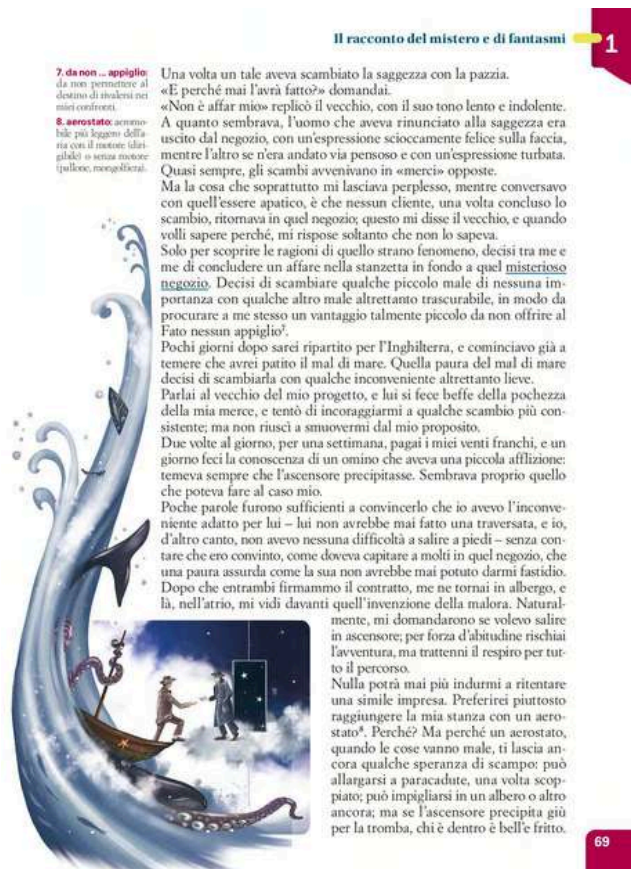 Il racconto del mistero e di fantasmi
1
7. da non ... appiglio:
da non permettere al
destino di rivalersi nei
miei confronti.
8. aerostato: aeromo-
bile più leggero dell'a-
ria con il motore (diri-
gibile) o senza motore
(pallone, mongolfiera).
Una volta un tale aveva scambiato la saggezza con la pazzia.
«E perché mai l'avrà fatto?» domandai.
«Non è affar mio» replicò il vecchio, con il suo tono lento e indolente.
A quanto sembrava, l'uomo che aveva rinunciato alla saggezza era
uscito dal negozio, con un'espressione scioccamente felice sulla faccia,
mentre l'altro se n'era andato via pensoso e con un'espressione turbata.
Quasi sempre, gli scambi avvenivano in «merci» opposte.
Ma la cosa che soprattutto mi lasciava perplesso, mentre conversavo
con quell'essere apatico, è che nessun cliente, una volta concluso lo
scambio, ritornava in quel negozio; questo mi disse il vecchio, e quando
volli sapere perché, mi rispose soltanto che non lo sapeva.
Solo per scoprire le ragioni di quello strano fenomeno, decisi tra me e
me di concludere un affare nella stanzetta in fondo a quel misterioso
negozio. Decisi di scambiare qualche piccolo male di nessuna im-
portanza con qualche altro male altrettanto trascurabile, in modo da
procurare a me stesso un vantaggio talmente piccolo da non offrire al
Fato nessun appiglio7.
Pochi giorni dopo sarei ripartito per l'Inghilterra, e cominciavo già a
temere che avrei patito il mal di mare. Quella paura del mal di mare
decisi di scambiarla con qualche inconveniente altrettanto lieve.
Parlai al vecchio del mio progetto, e lui si fece beffe della pochezza
della mia merce, e tentò di incoraggiarmi a qualche scambio più con-
sistente; ma non riuscì a smuovermi dal mio proposito.
Due volte al giorno, per una settimana, pagai i miei venti franchi, e un
giorno feci la conoscenza di un omino che aveva una piccola afflizione:
temeva sempre che l'ascensore precipitasse. Sembrava proprio quello
che poteva fare al caso mio.
Poche parole furono sufficienti a convincerlo che io avevo l'inconve-
niente adatto per lui – lui non avrebbe mai fatto una traversata, e io,
d'altro canto, non avevo nessuna difficoltà a salire a piedi – senza con-
tare che ero convinto, come doveva capitare a molti in quel negozio, che
una paura assurda come la sua non avrebbe mai potuto darmi fastidio.
Dopo che entrambi firmammo il contratto, me ne tornai in albergo, e
là, nell'atrio, mi vidi davanti quell'invenzione della malora. Natural-
mente, mi domandarono se volevo salire
in ascensore; per forza d'abitudine rischiai
l'avventura, ma trattenni il respiro per tut-
to il percorso.
Nulla potrà mai più indurmi a ritentare
una simile impresa. Preferirei piuttosto
raggiungere la mia stanza con un aero-
stato8. Perché? Ma perché un aerostato,
quando le cose vanno male, ti lascia an-
cora qualche speranza di scampo: può
allargarsi a paracadute, una volta scop-
piato; può impigliarsi in un albero o altro
ancora; ma se l'ascensore precipita giù
per la tromba, chi è dentro è bell'e fritto.
69